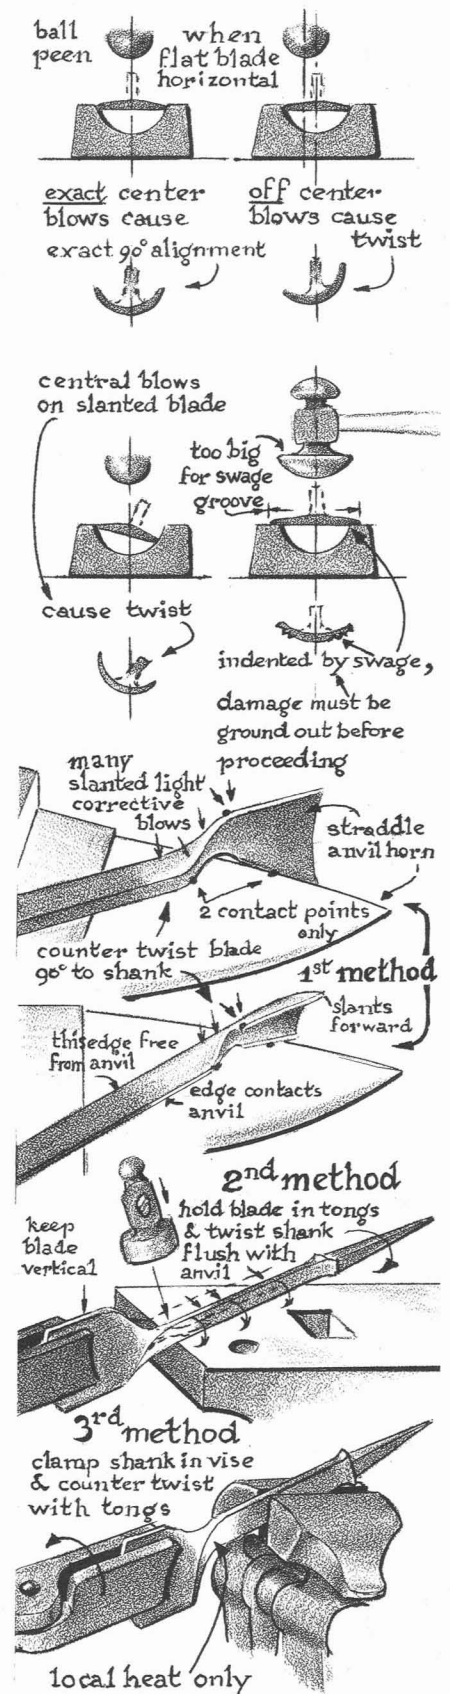 ball
peen
when
flat blade
horizontal
exact center
blows cause
exact 90° alignment
off center
blows cause
twist
central blows
on slanted blade
too big
for swage
groove
cause twist
indented by swage,
damage must be
ground out before
proceeding
many
slanted light
corrective
blows
straddle
anvil horn
2 contact points
only
counter twist blade
90° to shank
1st method
slants
forward
this edge free
from anvil
edge contacts
anvil
2nd method
hold blade in tongs
& twist shank
flush with
anvil
keep
blade
vertical
3rd method
clamp shank in vise
& counter twist
with tongs
local heat only